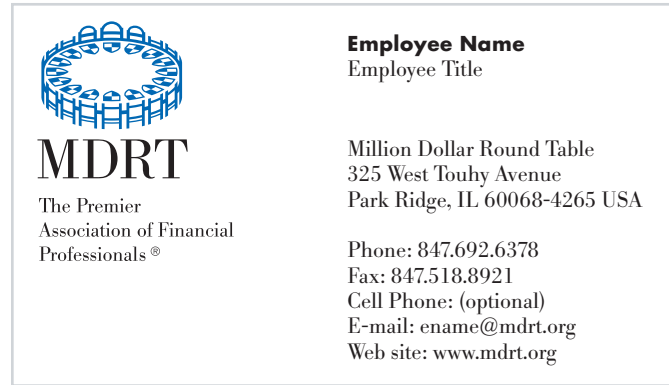 MDRT
The Premier
Association of Financial
Professionals ®
Employee Name
Employee Title
Million Dollar Round Table
325 West Touhy Avenue
Park Ridge, IL 60068-4265 USA
Phone: 847.692.6378
Fax: 847.518.8921
Cell Phone: (optional)
E-mail: ename@mdrt.org
Web site: www.mdrt.org